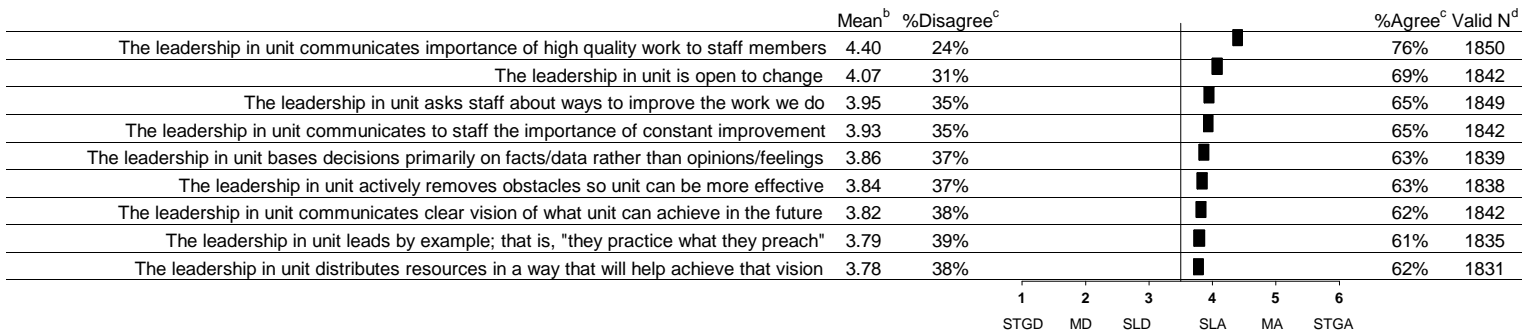 Mean^b %Disagree^c %Agree^c Valid N^d
The leadership in unit communicates importance of high quality work to staff members 4.40 24% 76% 1850
The leadership in unit is open to change 4.07 31% 69% 1842
The leadership in unit asks staff about ways to improve the work we do 3.95 35% 65% 1849
The leadership in unit communicates to staff the importance of constant improvement 3.93 35% 65% 1842
The leadership in unit bases decisions primarily on facts/data rather than opinions/feelings 3.86 37% 63% 1839
The leadership in unit actively removes obstacles so unit can be more effective 3.84 37% 63% 1838
The leadership in unit communicates clear vision of what unit can achieve in the future 3.82 38% 62% 1842
The leadership in unit leads by example; that is, "they practice what they preach" 3.79 39% 61% 1835
The leadership in unit distributes resources in a way that will help achieve that vision 3.78 38% 62% 1831
1 2 3 4 5 6
STGD MD SLD SLA MA STGA